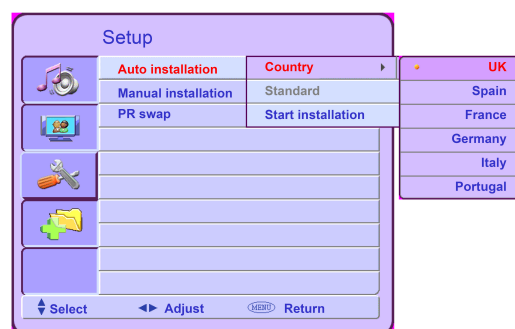 Setup
Auto installation
Manual installation
PR swap
Country
Standard
Start installation
UK
Spain
France
Germany
Italy
Portugal
Select
Adjust
MENU Return